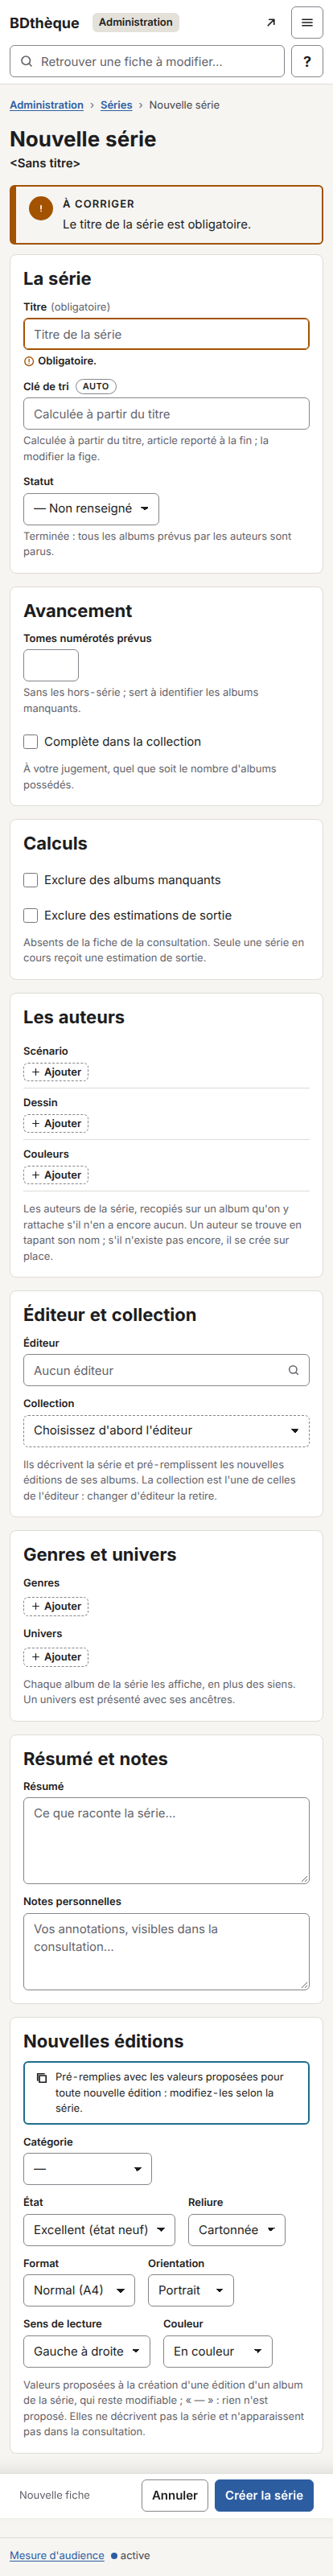 BDthèque Administration
Retrouver une fiche à modifier… ?
Administration › Séries › Nouvelle série
Nouvelle série
<Sans titre>
! À CORRIGER
Le titre de la série est obligatoire.
La série
Titre (obligatoire)
Titre de la série
Obligatoire.
Clé de tri AUTO
Calculée à partir du titre
Calculée à partir du titre, article reporté à la fin ; la
modifier la fige.
Statut
— Non renseigné
Terminée : tous les albums prévus par les auteurs sont
parus.
Avancement
Tomes numérotés prévus
Sans les hors-série ; sert à identifier les albums
manquants.
Complète dans la collection
À votre jugement, quel que soit le nombre d'albums
possédés.
Calculs
Exclure des albums manquants
Exclure des estimations de sortie
Absents de la fiche de la consultation. Seule une série en
cours reçoit une estimation de sortie.
Les auteurs
Scénario
+ Ajouter
Dessin
+ Ajouter
Couleurs
+ Ajouter
Les auteurs de la série, recopiés sur un album qu'on y
rattache s'il n'en a encore aucun. Un auteur se trouve en
tapant son nom ; s'il n'existe pas encore, il se crée sur
place.
Éditeur et collection
Éditeur
Aucun éditeur
Collection
Choisissez d'abord l'éditeur
Ils décrivent la série et pré-remplissent les nouvelles
éditions de ses albums. La collection est l'une de celles
de l'éditeur : changer d'éditeur la retire.
Genres et univers
Genres
+ Ajouter
Univers
+ Ajouter
Chaque album de la série les affiche, en plus des siens.
Un univers est présenté avec ses ancêtres.
Résumé et notes
Résumé
Ce que raconte la série…
Notes personnelles
Vos annotations, visibles dans la
consultation…
Nouvelles éditions
Pré-remplies avec les valeurs proposées pour
toute nouvelle édition : modifiez-les selon la
série.
Catégorie
—
État Reliure
Excellent (état neuf) Cartonnée
Format Orientation
Normal (A4) Portrait
Sens de lecture Couleur
Gauche à droite En couleur
Valeurs proposées à la création d'une édition d'un album
de la série, qui reste modifiable ; « — » : rien n'est
proposé. Elles ne décrivent pas la série et n'apparaissent
pas dans la consultation.
Nouvelle fiche Annuler Créer la série
Mesure d'audience active